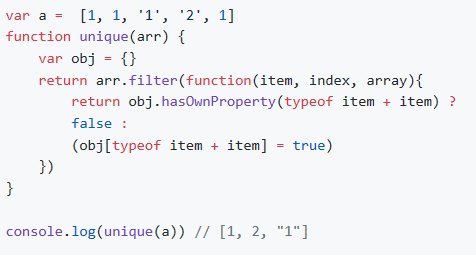 var a =  [1, 1, '1', '2', 1]
function unique(arr) {
    var obj = {}
    return arr.filter(function(item, index, array){
        return obj.hasOwnProperty(typeof item + item) ?
        false :
        (obj[typeof item + item] = true)
    })
}

console.log(unique(a)) // [1, 2, "1"]